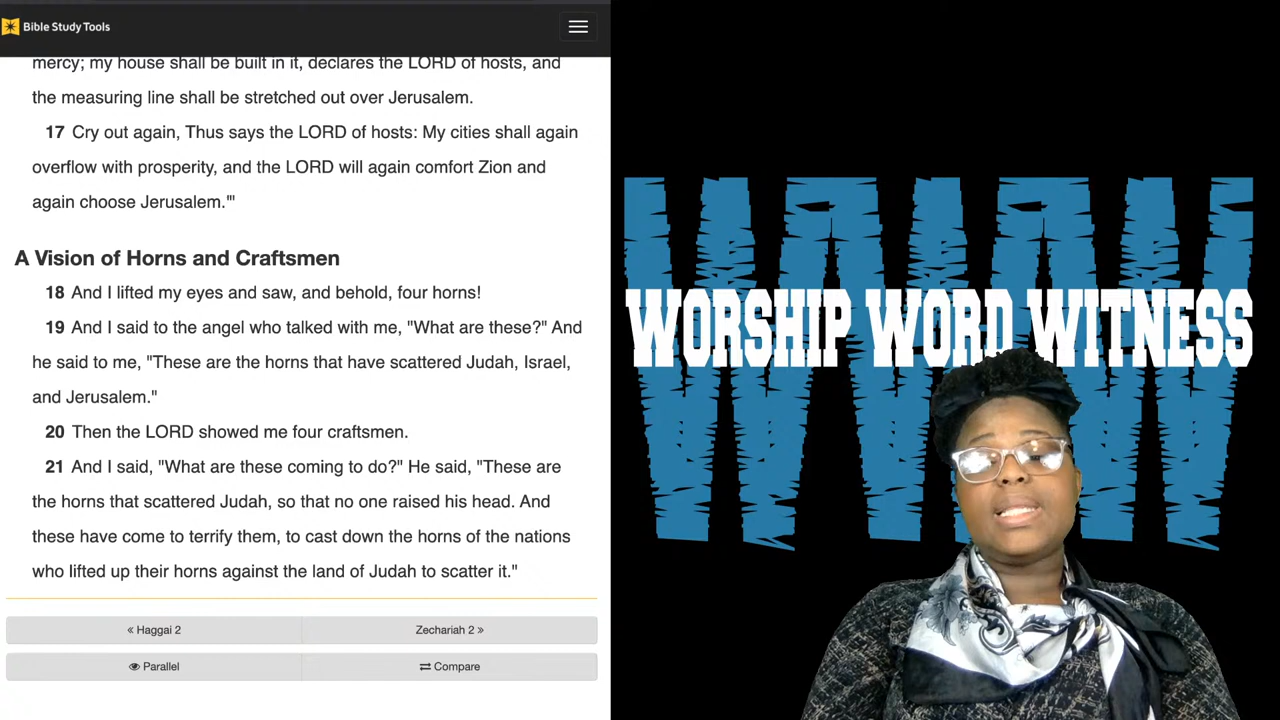 Bible Study Tools
mercy; my house shall be built in it, declares the LORD of hosts, and
the measuring line shall be stretched out over Jerusalem.
17 Cry out again, Thus says the LORD of hosts: My cities shall again
overflow with prosperity, and the LORD will again comfort Zion and
again choose Jerusalem.'"
A Vision of Horns and Craftsmen
18 And I lifted my eyes and saw, and behold, four horns!
19 And I said to the angel who talked with me, "What are these?" And
he said to me, "These are the horns that have scattered Judah, Israel,
and Jerusalem."
20 Then the LORD showed me four craftsmen.
21 And I said, "What are these coming to do?" He said, "These are
the horns that scattered Judah, so that no one raised his head. And
these have come to terrify them, to cast down the horns of the nations
who lifted up their horns against the land of Judah to scatter it."
« Haggai 2
Zechariah 2 »
Parallel
Compare
WWW
WORSHIP WORD WITNESS